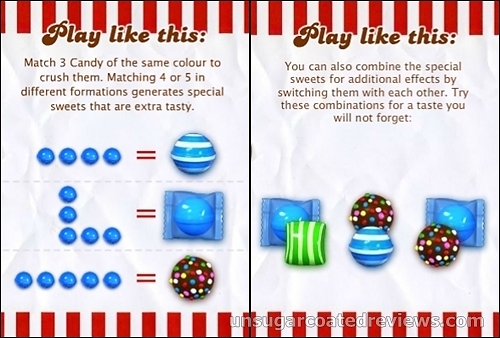 Play like this:
Match 3 Candy of the same colour to
crush them. Matching 4 or 5 in
different formations generates special
sweets that are extra tasty.
=
=
=
Play like this:
You can also combine the special
sweets for additional effects by
switching them with each other. Try
these combinations for a taste you
will not forget:
unsugarcoatedreviews.com